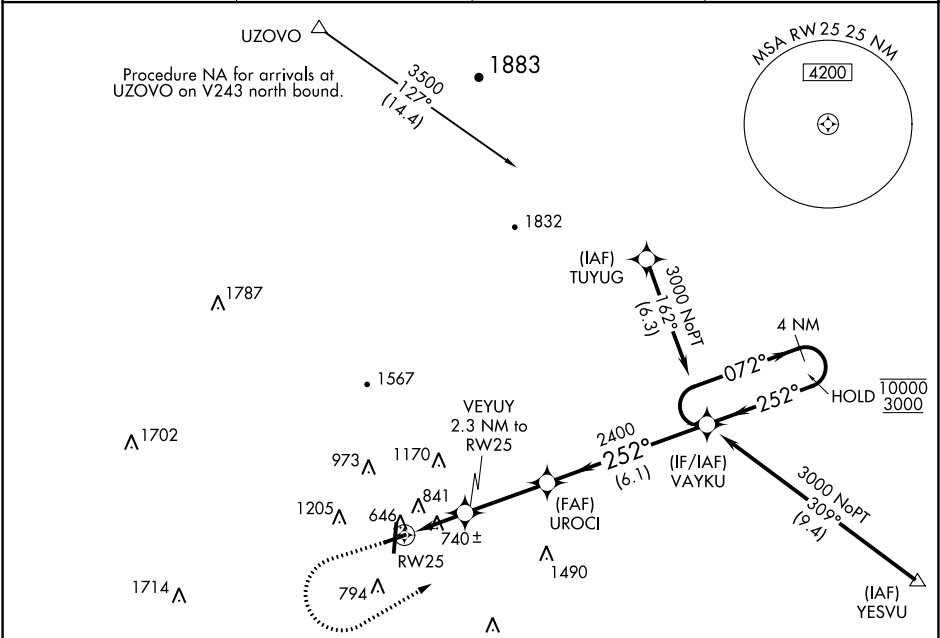 UZOVO
3500
127°
(14.4)
1883
Procedure NA for arrivals at
UZOVO on V243 north bound.
MSA RW 25 25 NM
4200
1832
(IAF)
TUYUG
3000 NoPT
162°
(6.3)
1787
4 NM
072°
252°
HOLD
10000
3000
1567
VEYUY
2.3 NM to
RW25
2400
252°
(6.1)
(IF/IAF)
VAYKU
1702
973
1170
841
1205
646
740±
RW25
(FAF)
UROCI
3000 NoPT
309°
(9.4)
1490
794
1714
(IAF)
YESVU